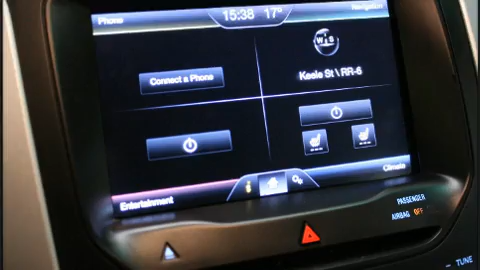 Phone
15:38 17°
Navigation
W S
Connect a Phone
Keele St \ RR-6
Entertainment
Climate
PASSENGER
AIRBAG OFF
TUNE